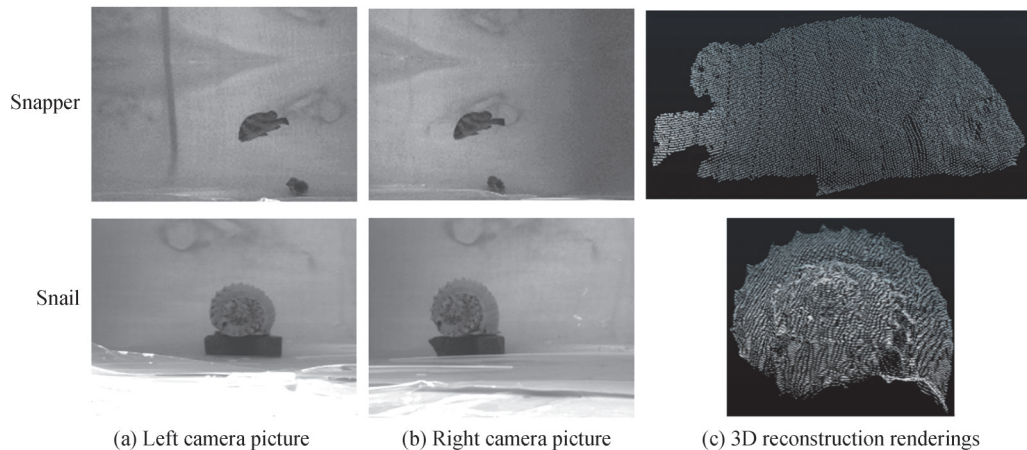 Snapper
Snail
(a) Left camera picture
(b) Right camera picture
(c) 3D reconstruction renderings